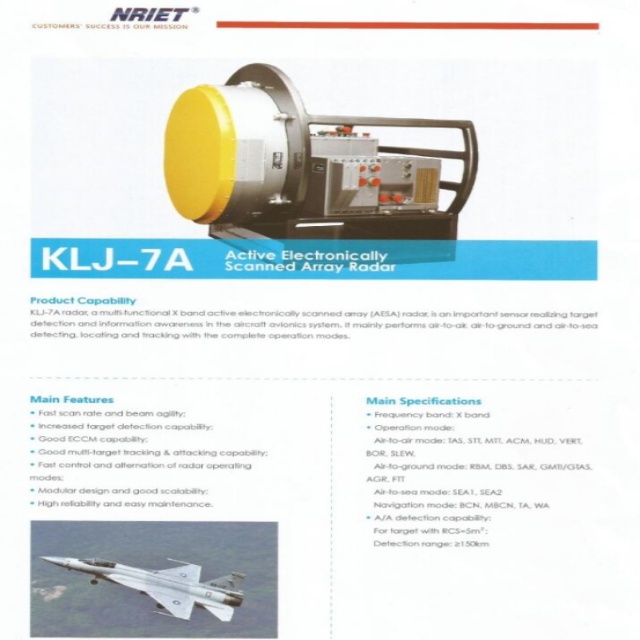 NRIET®
CUSTOMERS' SUCCESS IS OUR MISSION
KLJ-7A
Active Electronically
Scanned Array Radar
Product Capability
KLJ-7A radar, a multi-functional X band active electronically scanned array (AESA) radar, is an important sensor realizing target
detection and information awareness in the aircraft avionics system. It mainly performs air-to-air, air-to-ground and air-to-sea
detecting, locating and tracking with the complete operation modes.
Main Features
• Fast scan rate and beam agility;
• Increased target detection capability;
• Good ECCM capability;
• Good multi-target tracking & attacking capability;
• Fast control and alternation of radar operating
modes;
• Modular design and good scalability;
• High reliability and easy maintenance.
Main Specifications
• Frequency band: X band
• Operation mode:
Air-to-air mode: TAS, STT, MTT, ACM, HUD, VERT,
BOR, SLEW,
Air-to-ground mode: RBM, DBS, SAR, GMTI/GTAS,
AGR, FTT
Air-to-sea mode: SEA1, SEA2
Navigation mode: BCN, MBCN, TA, WA
• A/A detection capability:
For target with RCS=5m²:
Detection range: ≥150km